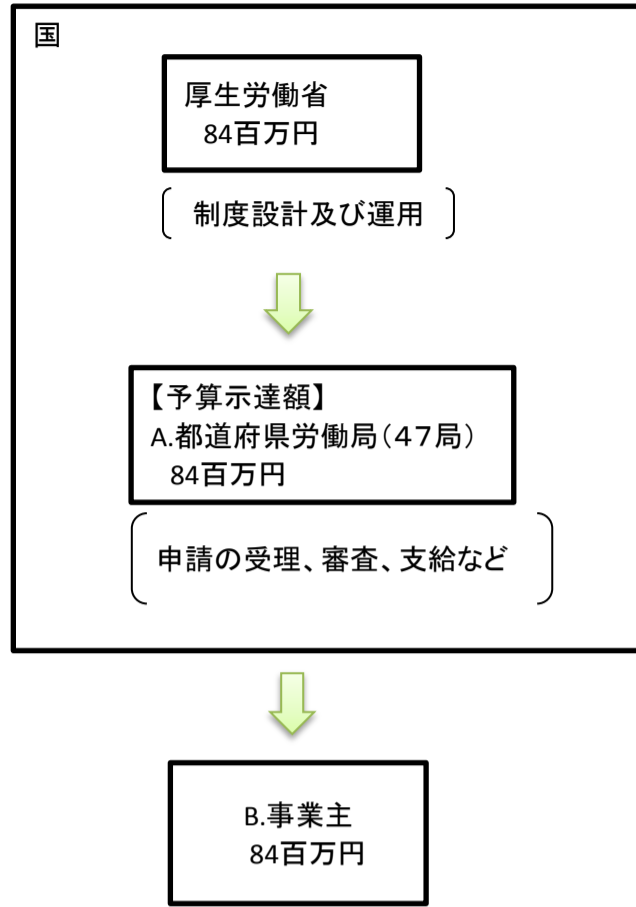 国
厚生労働省
84百万円
制度設計及び運用
【予算示達額】
A.都道府県労働局（４７局）
84百万円
申請の受理、審査、支給など
B.事業主
84百万円